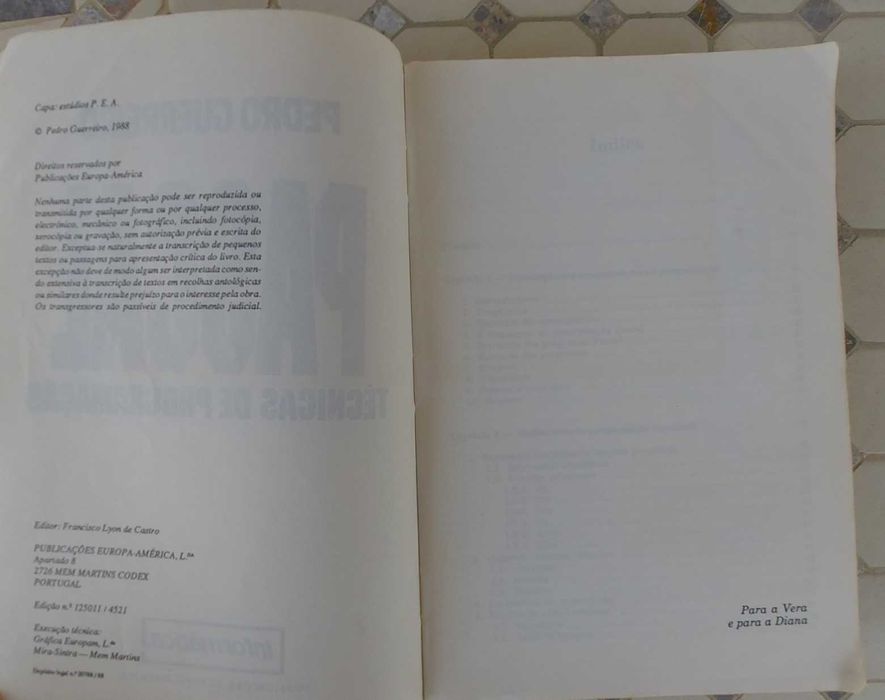 Capa: estúdios P. E. A.
© Pedro Guerreiro, 1988
Direitos reservados por
Publicações Europa-América
Nenhuma parte desta publicação pode ser reproduzida ou
transmitida por qualquer forma ou por qualquer processo,
electrónico, mecânico ou fotográfico, incluindo fotocópia,
xerocópia ou gravação, sem autorização prévia e escrita do
editor. Exceptua-se naturalmente a transcrição de pequenos
textos ou passagens para apresentação crítica do livro. Esta
excepção não deve de modo algum ser interpretada como sen-
do extensiva à transcrição de textos em recolhas antológicas
ou similares donde resulte prejuízo para o interesse pela obra.
Os transgressores são passíveis de procedimento judicial.
Editor: Francisco Lyon de Castro
PUBLICAÇÕES EUROPA-AMÉRICA, L.DA
Apartado 8
2726 MEM MARTINS CODEX
PORTUGAL
Edição n.º 125011 / 4521
Execução técnica:
Gráfica Europam, L.da
Mira-Sintra — Mem Martins
Depósito legal n.º
Para a Vera
e para a Diana